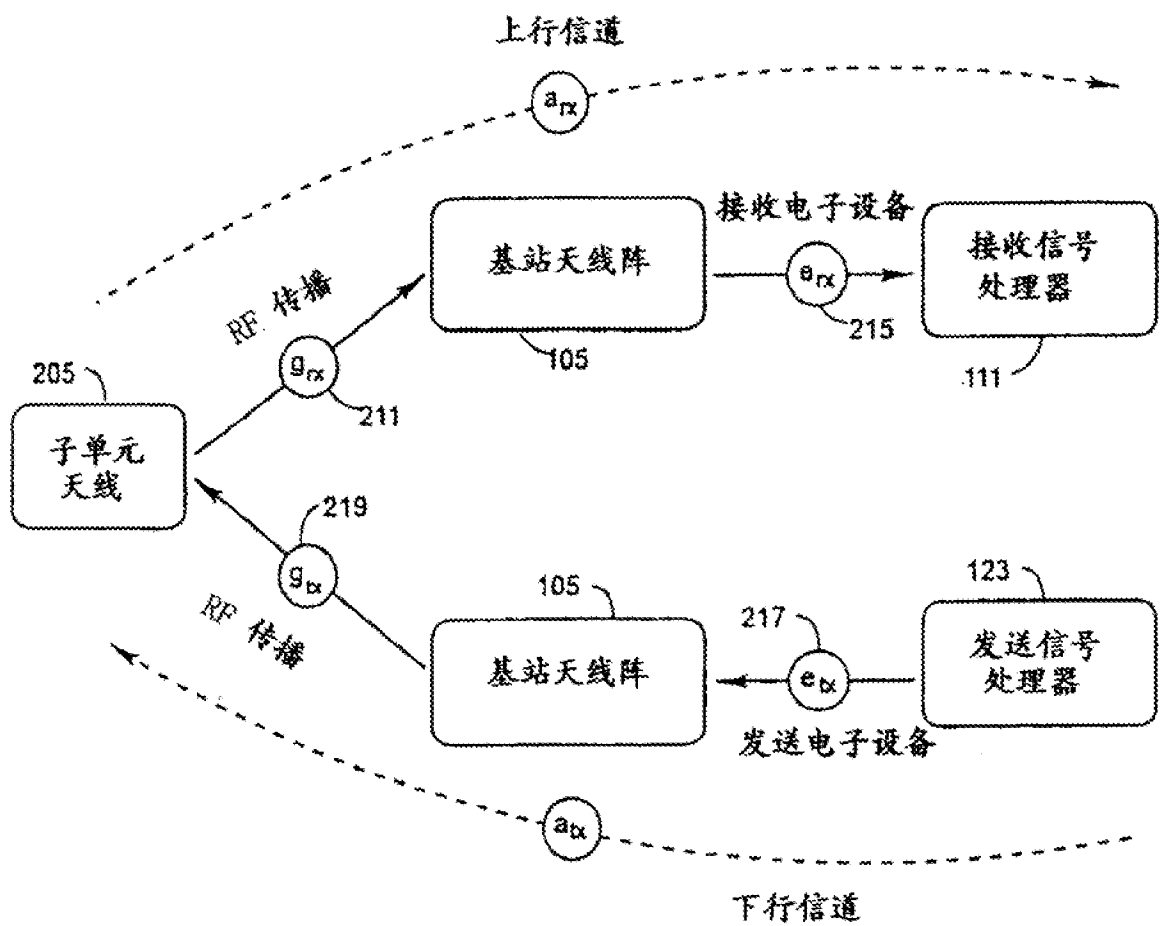 上行信道
a_rx
接收电子设备
基站天线阵
e_rx
接收信号
处理器
RF 传播
215
105
g_rx
111
205
211
子单元
天线
219
g_tx
105
123
RF 传播
217
基站天线阵
e_tx
发送信号
处理器
发送电子设备
a_tx
下行信道